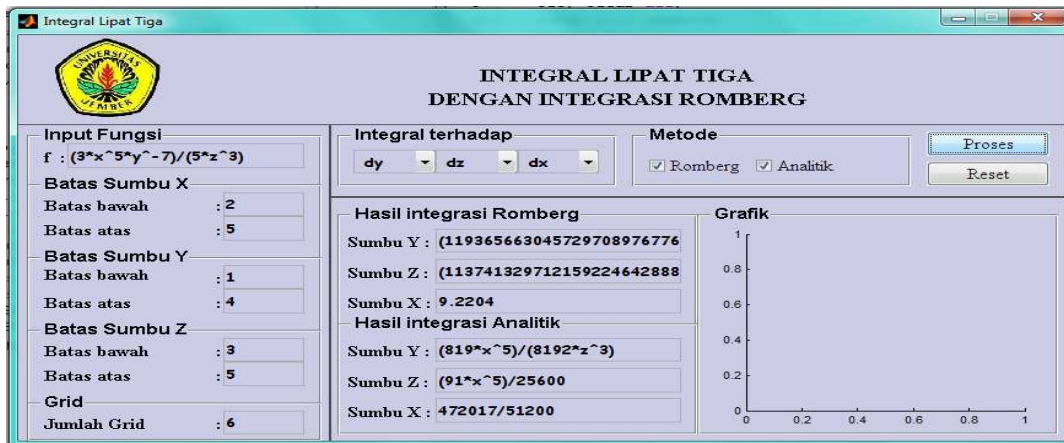 Integral Lipat Tiga
UNIVERSITAS
JEMBER
INTEGRAL LIPAT TIGA
DENGAN INTEGRASI ROMBERG
Input Fungsi
f : (3*x^5*y^-7)/(5*z^3)
Batas Sumbu X
Batas bawah : 2
Batas atas : 5
Batas Sumbu Y
Batas bawah : 1
Batas atas : 4
Batas Sumbu Z
Batas bawah : 3
Batas atas : 5
Grid
Jumlah Grid : 6
Integral terhadap
dy dz dx
Metode
Romberg Analitik
Proses
Reset
Hasil integrasi Romberg
Sumbu Y : (119365663045729708976776
Sumbu Z : (113741329712159224642888
Sumbu X : 9.2204
Hasil integrasi Analitik
Sumbu Y : (819*x^5)/(8192*z^3)
Sumbu Z : (91*x^5)/25600
Sumbu X : 472017/51200
Grafik
1
0.8
0.6
0.4
0.2
0
0 0.2 0.4 0.6 0.8 1